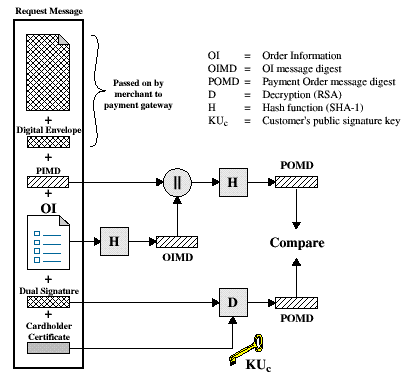 Request Message
Passed on by
merchant to
payment gateway
OI = Order Information
OIMD = OI message digest
POMD = Payment Order message digest
D = Decryption (RSA)
H = Hash function (SHA-1)
KUc = Customer's public signature key
+
Digital Envelope
+
PIMD
+
OI
||
H
POMD
H
OIMD
Compare
+
Dual Signature
+
Cardholder
Certificate
D
POMD
KUc